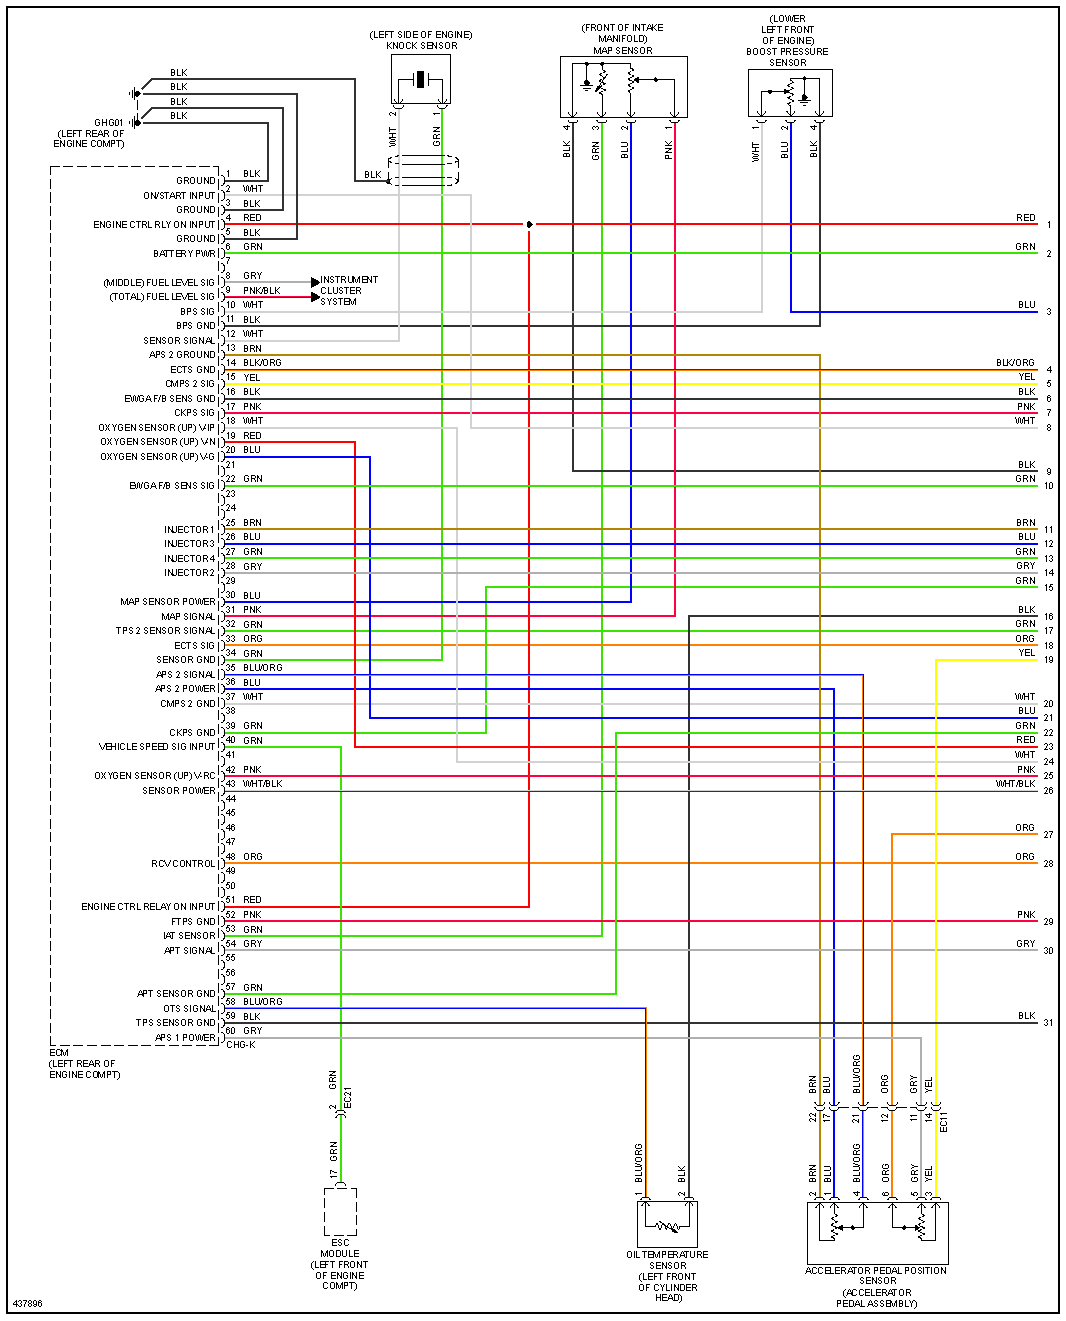 (LEFT SIDE OF ENGINE)
KNOCK SENSOR
(FRONT OF INTAKE
MANIFOLD)
MAP SENSOR
(LOWER
LEFT FRONT
OF ENGINE)
BOOST PRESSURE
SENSOR
BLK
BLK
BLK
BLK
GHG01
(LEFT REAR OF
ENGINE COMPT)
2 WHT
1 GRN
4 BLK
3 GRN
2 BLU
1 PNK
1 WHT
2 BLU
4 BLK
BLK
GROUND 1 BLK
ON/START INPUT 2 WHT
GROUND 3 BLK
ENGINE CTRL RLY ON INPUT 4 RED RED 1
GROUND 5 BLK
BATTERY PWR 6 GRN GRN 2
7
(MIDDLE) FUEL LEVEL SIG 8 GRY
(TOTAL) FUEL LEVEL SIG 9 PNK/BLK
INSTRUMENT
CLUSTER
SYSTEM
BPS SIG 10 WHT BLU 3
BPS GND 11 BLK
SENSOR SIGNAL 12 WHT
APS 2 GROUND 13 BRN
ECTS GND 14 BLK/ORG BLK/ORG 4
CMPS 2 SIG 15 YEL YEL 5
EWGA F/B SENS GND 16 BLK BLK 6
CKPS SIG 17 PNK PNK 7
OXYGEN SENSOR (UP) V-IP 18 WHT WHT 8
OXYGEN SENSOR (UP) V-N 19 RED
OXYGEN SENSOR (UP) V-G 20 BLU
21 BLK 9
EWGA F/B SENS SIG 22 GRN GRN 10
23
24
INJECTOR 1 25 BRN BRN 11
INJECTOR 3 26 BLU BLU 12
INJECTOR 4 27 GRN GRN 13
INJECTOR 2 28 GRY GRY 14
29 GRN 15
MAP SENSOR POWER 30 BLU
MAP SIGNAL 31 PNK BLK 16
TPS 2 SENSOR SIGNAL 32 GRN GRN 17
ECTS SIG 33 ORG ORG 18
SENSOR GND 34 GRN YEL 19
APS 2 SIGNAL 35 BLU/ORG
APS 2 POWER 36 BLU
CMPS 2 GND 37 WHT WHT 20
38 BLU 21
CKPS GND 39 GRN GRN 22
VEHICLE SPEED SIG INPUT 40 GRN RED 23
41 WHT 24
OXYGEN SENSOR (UP) V-RC 42 PNK PNK 25
SENSOR POWER 43 WHT/BLK WHT/BLK 26
44
45
46 ORG 27
47
RCV CONTROL 48 ORG ORG 28
49
50
ENGINE CTRL RELAY ON INPUT 51 RED
FTPS GND 52 PNK PNK 29
IAT SENSOR 53 GRN
APT SIGNAL 54 GRY GRY 30
55
56
APT SENSOR GND 57 GRN
OTS SIGNAL 58 BLU/ORG
TPS SENSOR GND 59 BLK BLK 31
APS 1 POWER 60 GRY
CHG-K
ECM
(LEFT REAR OF
ENGINE COMPT)
GRN
2 EC21
GRN
17
ESC
MODULE
(LEFT FRONT
OF ENGINE
COMPT)
BLU/ORG
1
BLK
2
OIL TEMPERATURE
SENSOR
(LEFT FRONT
OF CYLINDER
HEAD)
BRN BLU BLU/ORG ORG GRY YEL
22 17 21 12 11 14 EC11
BRN BLU BLU/ORG ORG GRY YEL
2 1 4 6 5 3
ACCELERATOR PEDAL POSITION
SENSOR
(ACCELERATOR
PEDAL ASSEMBLY)
437896